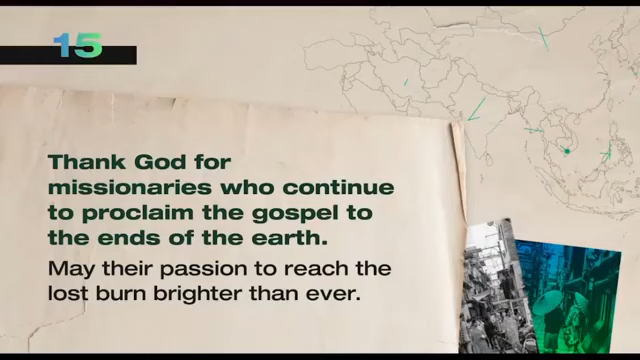 15
Thank God for
missionaries who continue
to proclaim the gospel to
the ends of the earth.
May their passion to reach the
lost burn brighter than ever.